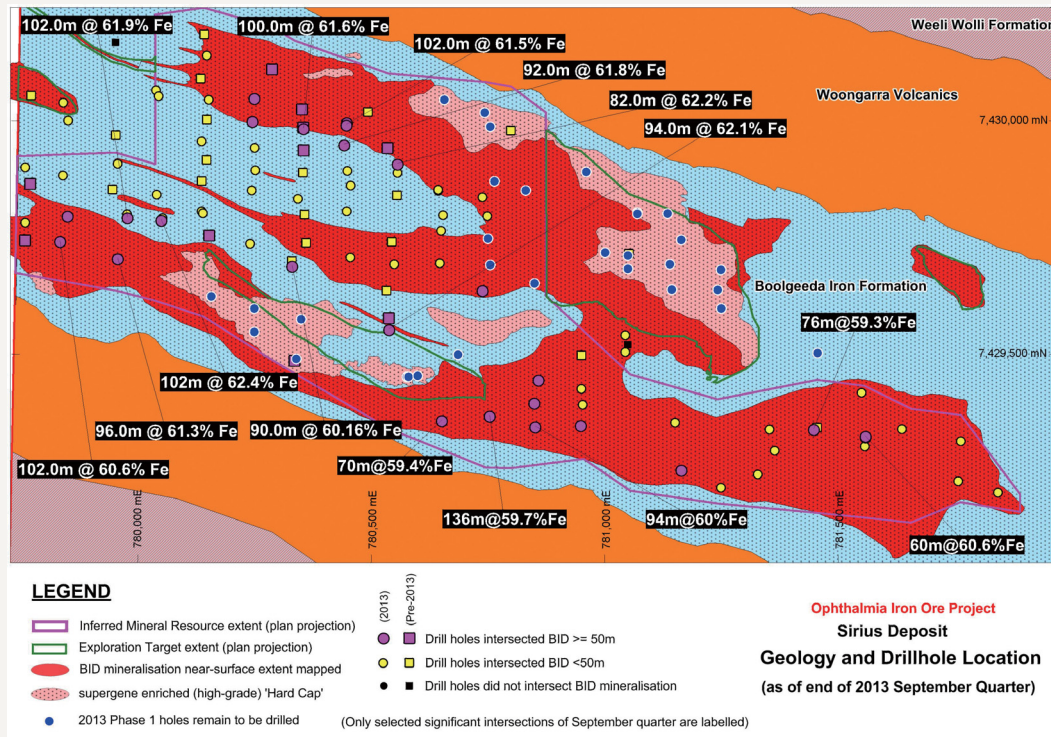 102.0m @ 61.9% Fe
100.0m @ 61.6% Fe
Weeli Wolli Formation
102.0m @ 61.5% Fe
92.0m @ 61.8% Fe
Woongarra Volcanics
82.0m @ 62.2% Fe
7,430,000 mN
94.0m @ 62.1% Fe
Boolgeeda Iron Formation
76m@59.3%Fe
7,429,500 mN
102m @ 62.4% Fe
96.0m @ 61.3% Fe
90.0m @ 60.16% Fe
102.0m @ 60.6% Fe
70m@59.4%Fe
136m@59.7%Fe
94m@60%Fe
60m@60.6%Fe
780,000 mE
780,500 mE
781,000 mE
781,500 mE
LEGEND
Inferred Mineral Resource extent (plan projection)
Exploration Target extent (plan projection)
BID mineralisation near-surface extent mapped
supergene enriched (high-grade) 'Hard Cap'
2013 Phase 1 holes remain to be drilled
(2013)
(Pre-2013)
Drill holes intersected BID >= 50m
Drill holes intersected BID <50m
Drill holes did not intersect BID mineralisation
(Only selected significant intersections of September quarter are labelled)
Ophthalmia Iron Ore Project
Sirius Deposit
Geology and Drillhole Location
(as of end of 2013 September Quarter)